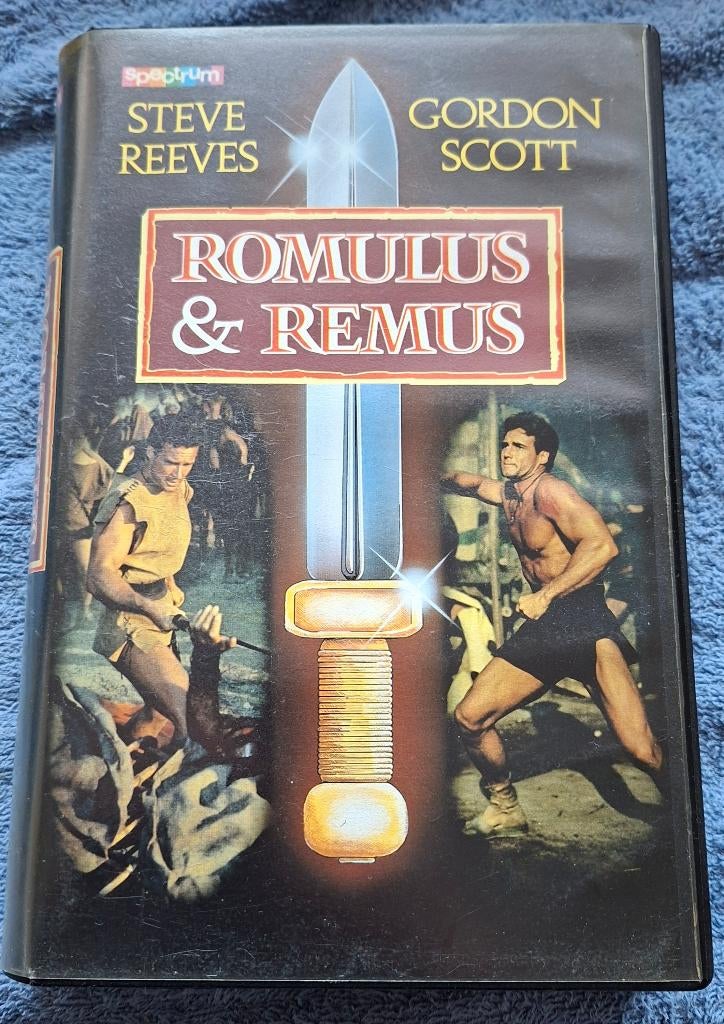 spectrum
STEVE
REEVES
GORDON
SCOTT
ROMULUS
& REMUS